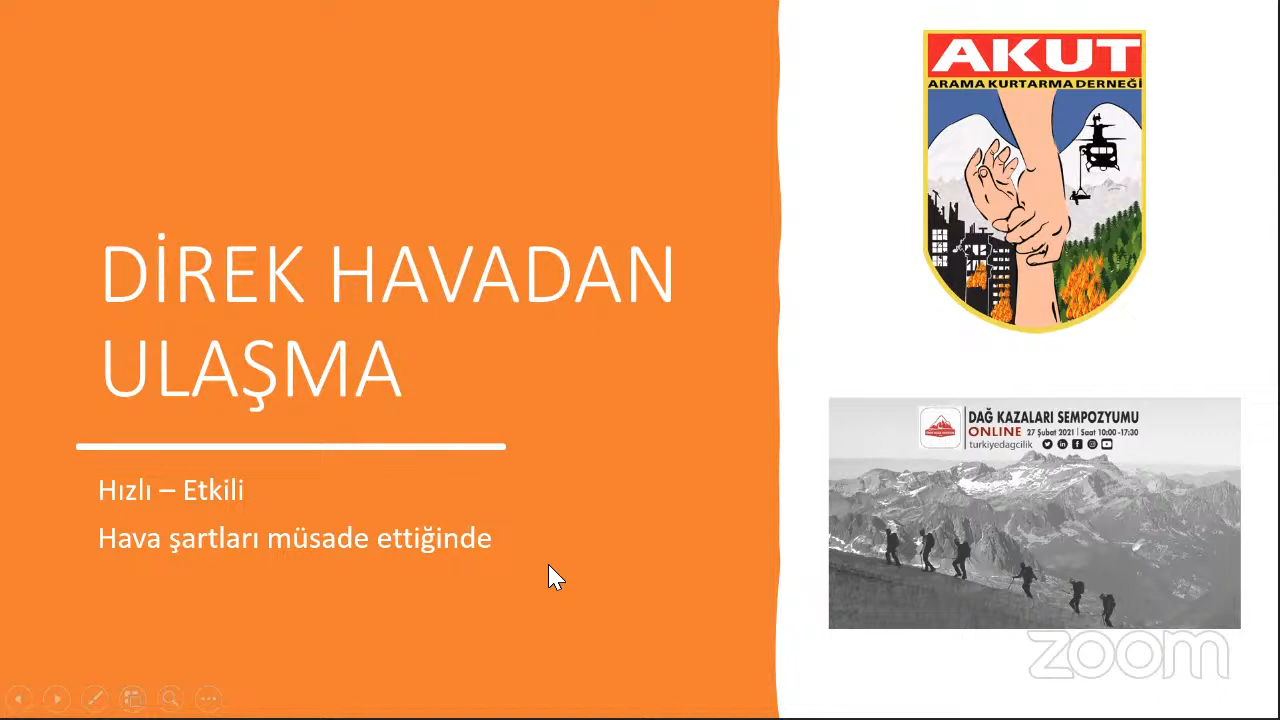 DİREK HAVADAN
ULAŞMA
Hızlı – Etkili
Hava şartları müsade ettiğinde
AKUT
ARAMA KURTARMA DERNEĞİ
DAĞ KAZALARI SEMPOZYUMU
ONLINE 27 Şubat 2021 | Saat 10:00-17:30
turkiyedagcilik
zoom